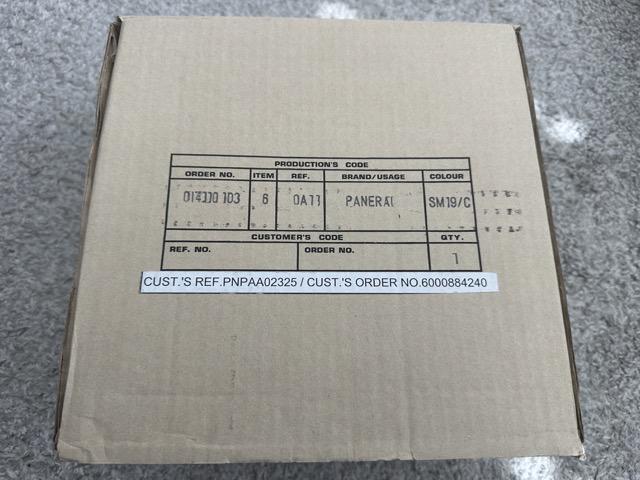 PRODUCTION'S CODE
ORDER NO. ITEM REF. BRAND/USAGE COLOUR
6 0A11 PANERAI SM19/C
CUSTOMER'S CODE QTY.
REF. NO. ORDER NO. 1
CUST.'S REF.PNPAA02325 / CUST.'S ORDER NO.6000884240